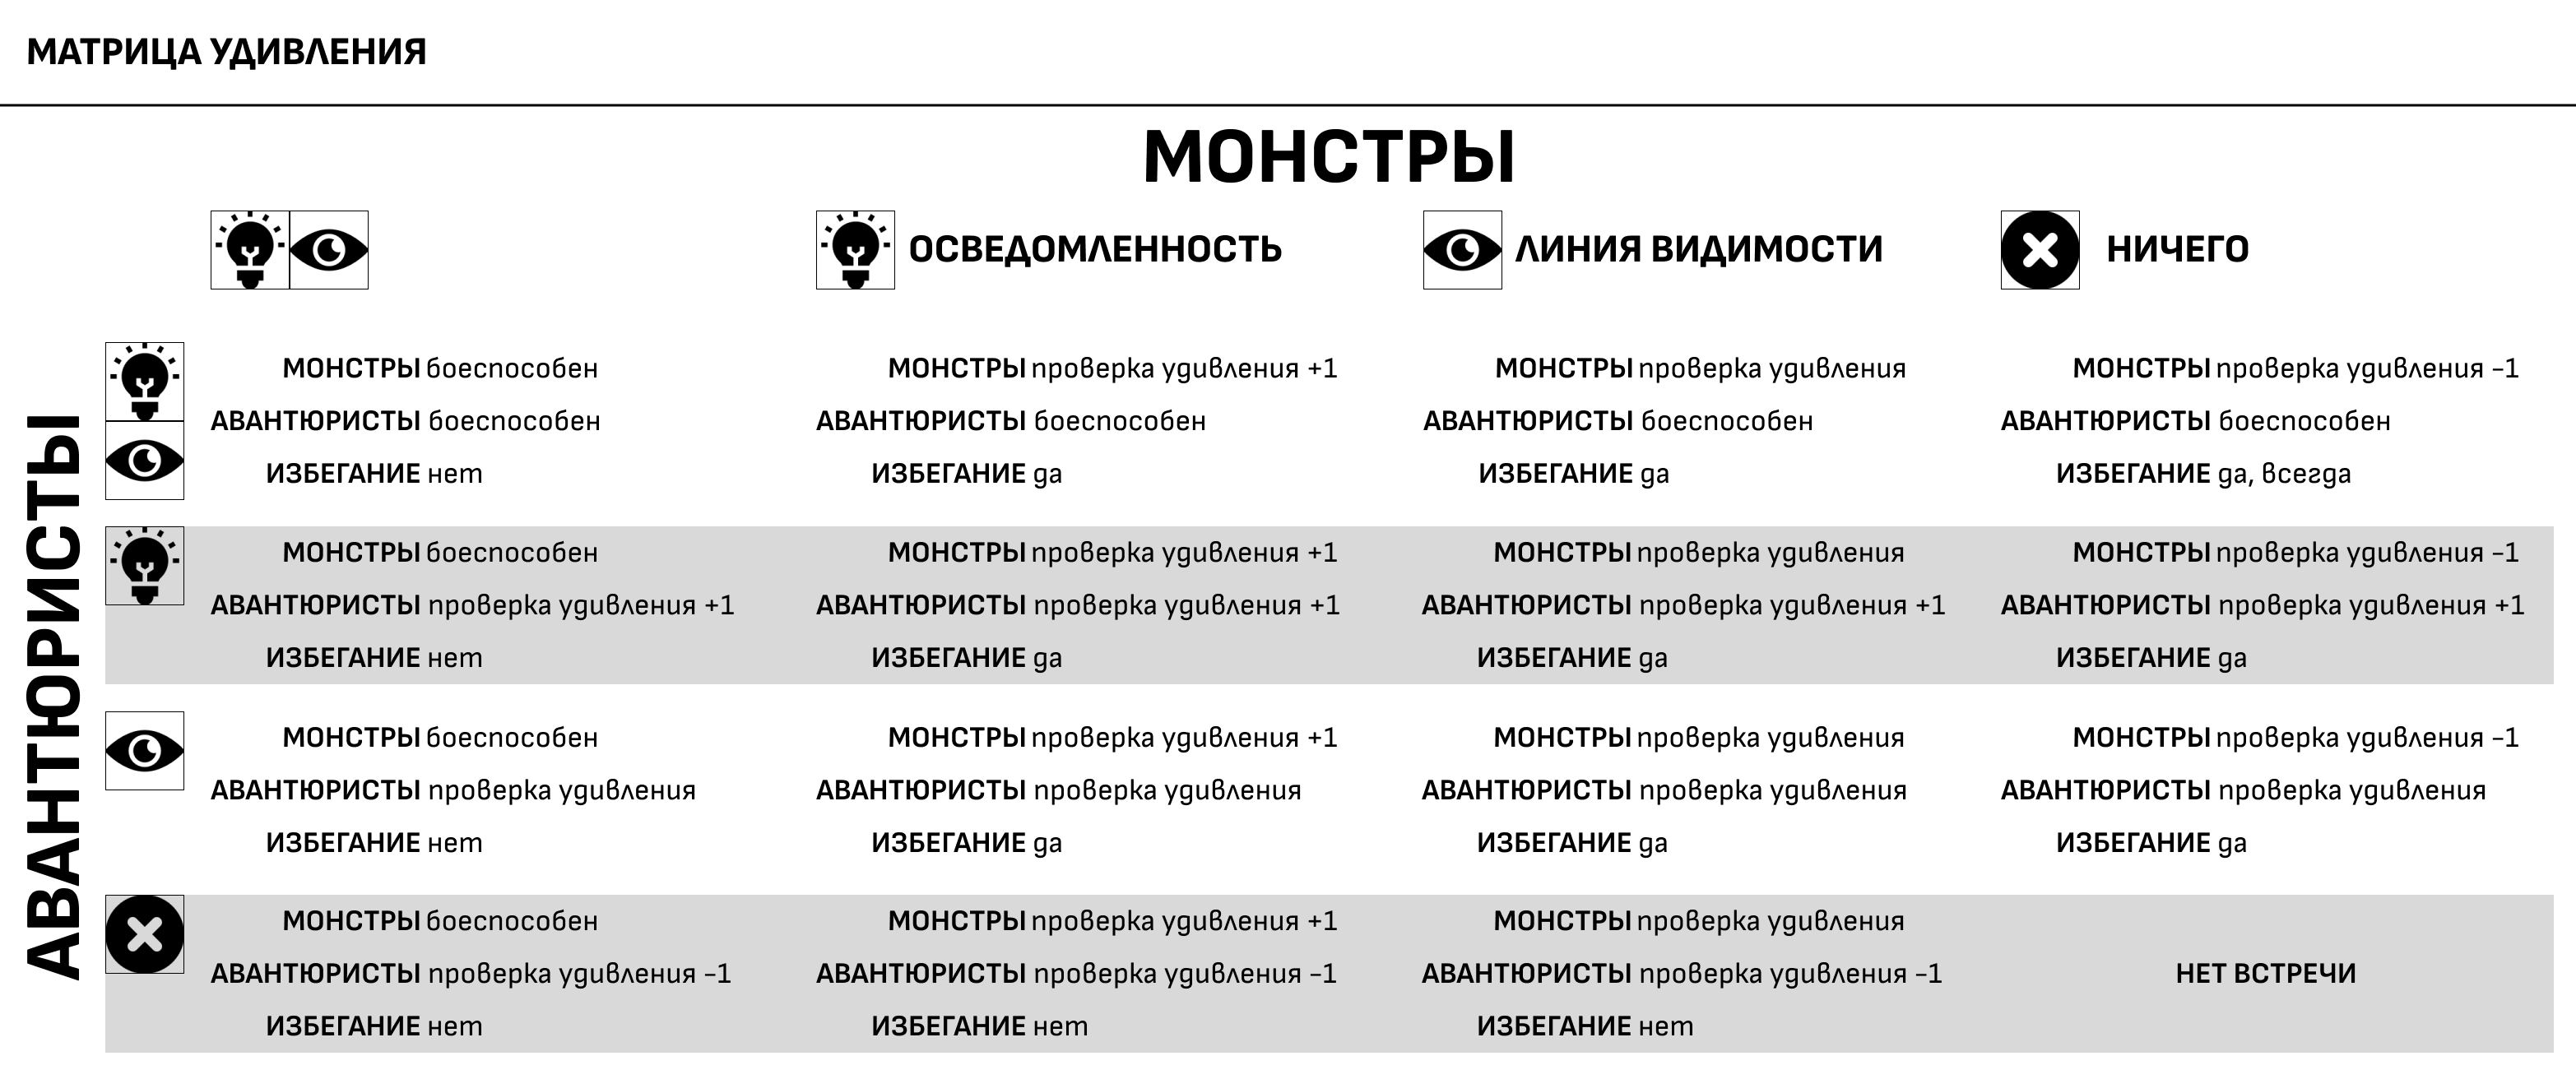 МАТРИЦА УДИВЛЕНИЯ
МОНСТРЫ
ОСВЕДОМЛЕННОСТЬ
ЛИНИЯ ВИДИМОСТИ
НИЧЕГО
АВАНТЮРИСТЫ
МОНСТРЫ боеспособен
АВАНТЮРИСТЫ боеспособен
ИЗБЕГАНИЕ нет
МОНСТРЫ проверка удивления +1
АВАНТЮРИСТЫ боеспособен
ИЗБЕГАНИЕ да
МОНСТРЫ проверка удивления
АВАНТЮРИСТЫ боеспособен
ИЗБЕГАНИЕ да
МОНСТРЫ проверка удивления -1
АВАНТЮРИСТЫ боеспособен
ИЗБЕГАНИЕ да, всегда
МОНСТРЫ боеспособен
АВАНТЮРИСТЫ проверка удивления +1
ИЗБЕГАНИЕ нет
МОНСТРЫ проверка удивления +1
АВАНТЮРИСТЫ проверка удивления +1
ИЗБЕГАНИЕ да
МОНСТРЫ проверка удивления
АВАНТЮРИСТЫ проверка удивления +1
ИЗБЕГАНИЕ да
МОНСТРЫ проверка удивления -1
АВАНТЮРИСТЫ проверка удивления +1
ИЗБЕГАНИЕ да
МОНСТРЫ боеспособен
АВАНТЮРИСТЫ проверка удивления
ИЗБЕГАНИЕ нет
МОНСТРЫ проверка удивления +1
АВАНТЮРИСТЫ проверка удивления
ИЗБЕГАНИЕ да
МОНСТРЫ проверка удивления
АВАНТЮРИСТЫ проверка удивления
ИЗБЕГАНИЕ да
МОНСТРЫ проверка удивления -1
АВАНТЮРИСТЫ проверка удивления
ИЗБЕГАНИЕ да
МОНСТРЫ боеспособен
АВАНТЮРИСТЫ проверка удивления -1
ИЗБЕГАНИЕ нет
МОНСТРЫ проверка удивления +1
АВАНТЮРИСТЫ проверка удивления -1
ИЗБЕГАНИЕ нет
МОНСТРЫ проверка удивления
АВАНТЮРИСТЫ проверка удивления -1
ИЗБЕГАНИЕ нет
НЕТ ВСТРЕЧИ